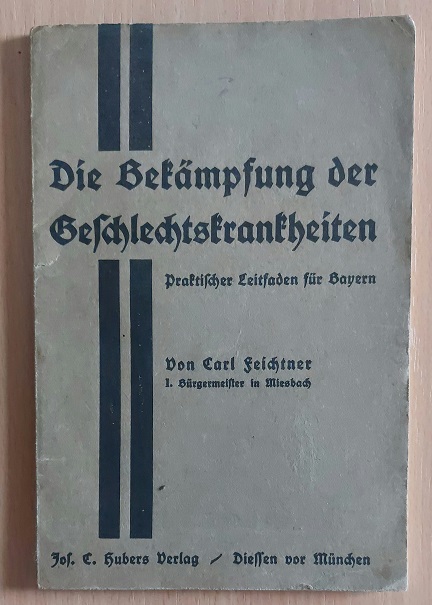 Die Bekämpfung der
Geschlechtskrankheiten
Praktischer Leitfaden für Bayern
Von Carl Feichtner
I. Bürgermeister in Miesbach
Jos. C. Hubers Verlag / Diessen vor München